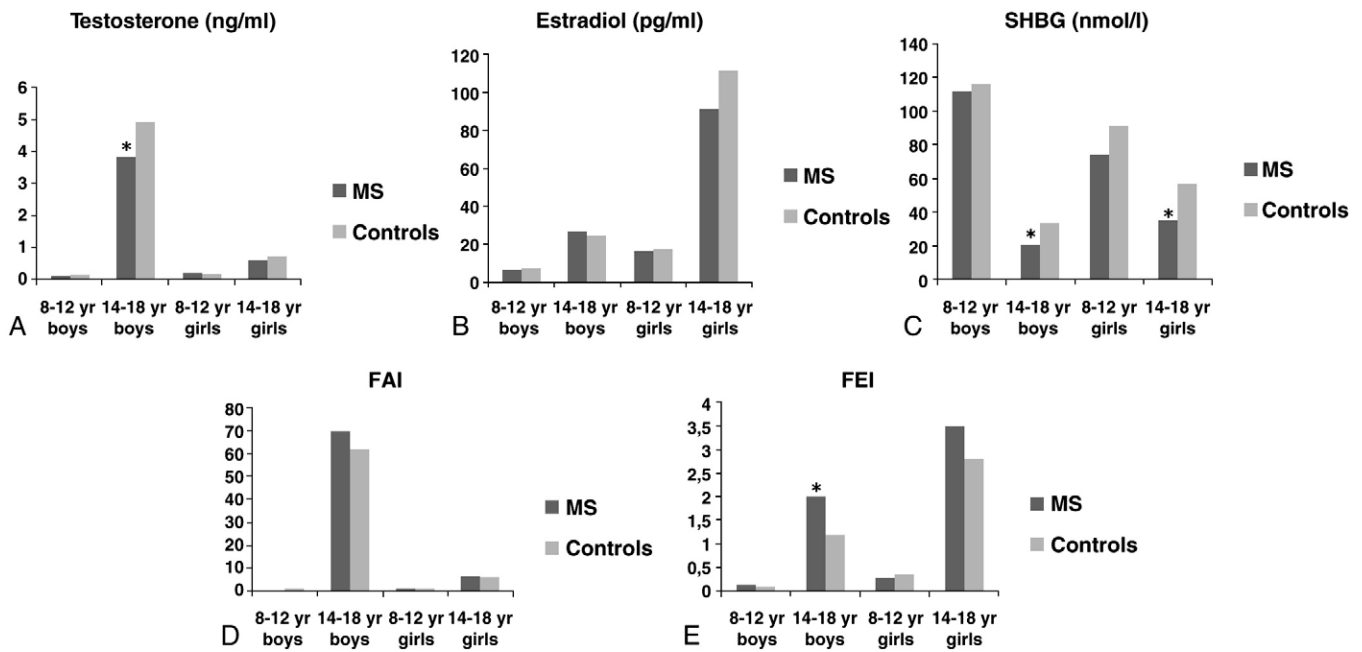 Testosterone (ng/ml)
6
5
4
3
2
1
0
*
8-12 yr boys
14-18 yr boys
8-12 yr girls
14-18 yr girls
MS
Controls
A
Estradiol (pg/ml)
120
100
80
60
40
20
0
8-12 yr boys
14-18 yr boys
8-12 yr girls
14-18 yr girls
MS
Controls
B
SHBG (nmol/l)
140
120
100
80
60
40
20
0
*
*
8-12 yr boys
14-18 yr boys
8-12 yr girls
14-18 yr girls
MS
Controls
C
FAI
80
70
60
50
40
30
20
10
0
8-12 yr boys
14-18 yr boys
8-12 yr girls
14-18 yr girls
MS
Controls
D
FEI
4
3,5
3
2,5
2
1,5
1
0,5
0
*
8-12 yr boys
14-18 yr boys
8-12 yr girls
14-18 yr girls
MS
Controls
E